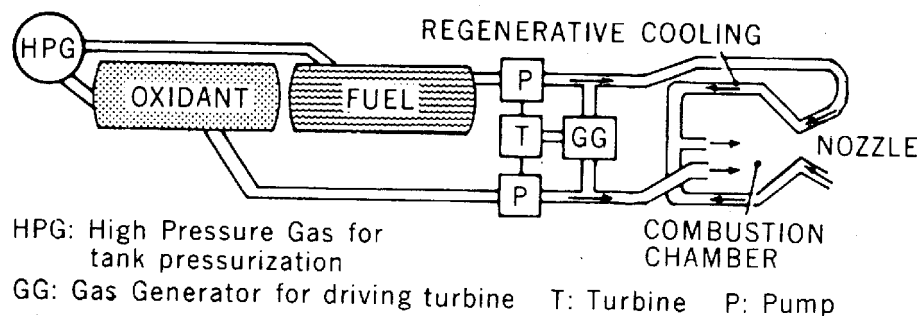 REGENERATIVE COOLING
HPG
OXIDANT
FUEL
P
T
GG
P
NOZZLE
COMBUSTION
CHAMBER
HPG: High Pressure Gas for
tank pressurization
GG: Gas Generator for driving turbine T: Turbine P: Pump